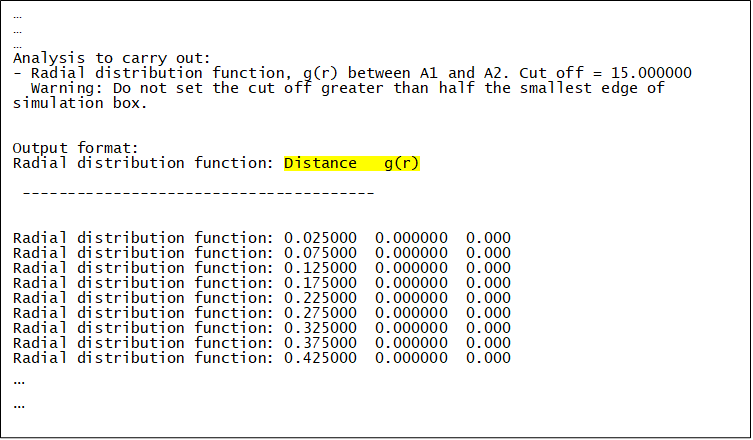 …
…
…
Analysis to carry out:
- Radial distribution function, g(r) between A1 and A2. Cut off = 15.000000
Warning: Do not set the cut off greater than half the smallest edge of
simulation box.
Output format:
Radial distribution function: Distance   g(r)
---------------------------------------
Radial distribution function: 0.025000  0.000000  0.000
Radial distribution function: 0.075000  0.000000  0.000
Radial distribution function: 0.125000  0.000000  0.000
Radial distribution function: 0.175000  0.000000  0.000
Radial distribution function: 0.225000  0.000000  0.000
Radial distribution function: 0.275000  0.000000  0.000
Radial distribution function: 0.325000  0.000000  0.000
Radial distribution function: 0.375000  0.000000  0.000
Radial distribution function: 0.425000  0.000000  0.000
…
…